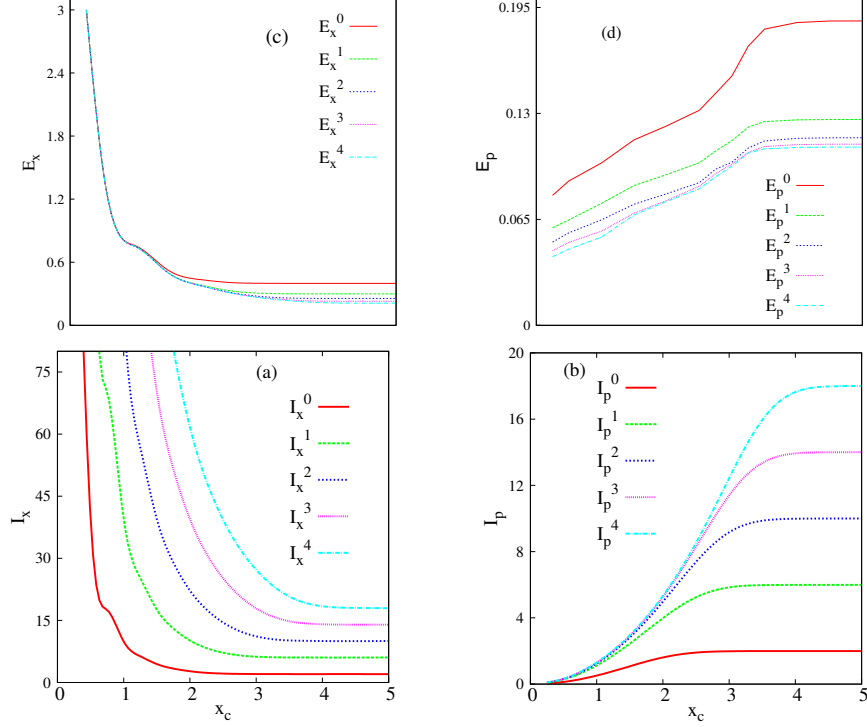 3
2.4
1.8
1.2
0.6
0
E_x
(c)
E_x^0
E_x^1
E_x^2
E_x^3
E_x^4
0.195
0.13
0.065
0
E_p
(d)
E_p^0
E_p^1
E_p^2
E_p^3
E_p^4
75
60
45
30
15
0
I_x
(a)
I_x^0
I_x^1
I_x^2
I_x^3
I_x^4
0 1 2 3 4 5
x_c
20
16
12
8
4
0
I_p
(b)
I_p^0
I_p^1
I_p^2
I_p^3
I_p^4
0 1 2 3 4 5
x_c